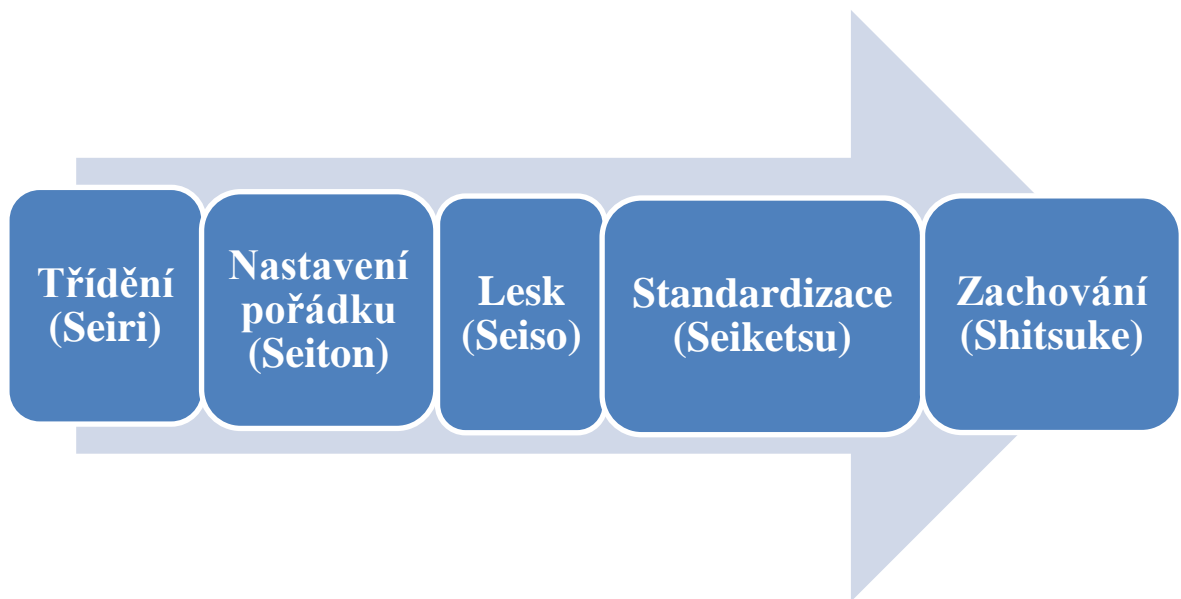 Třídění
(Seiri)
Nastavení
pořádku
(Seiton)
Lesk
(Seiso)
Standardizace
(Seiketsu)
Zachování
(Shitsuke)